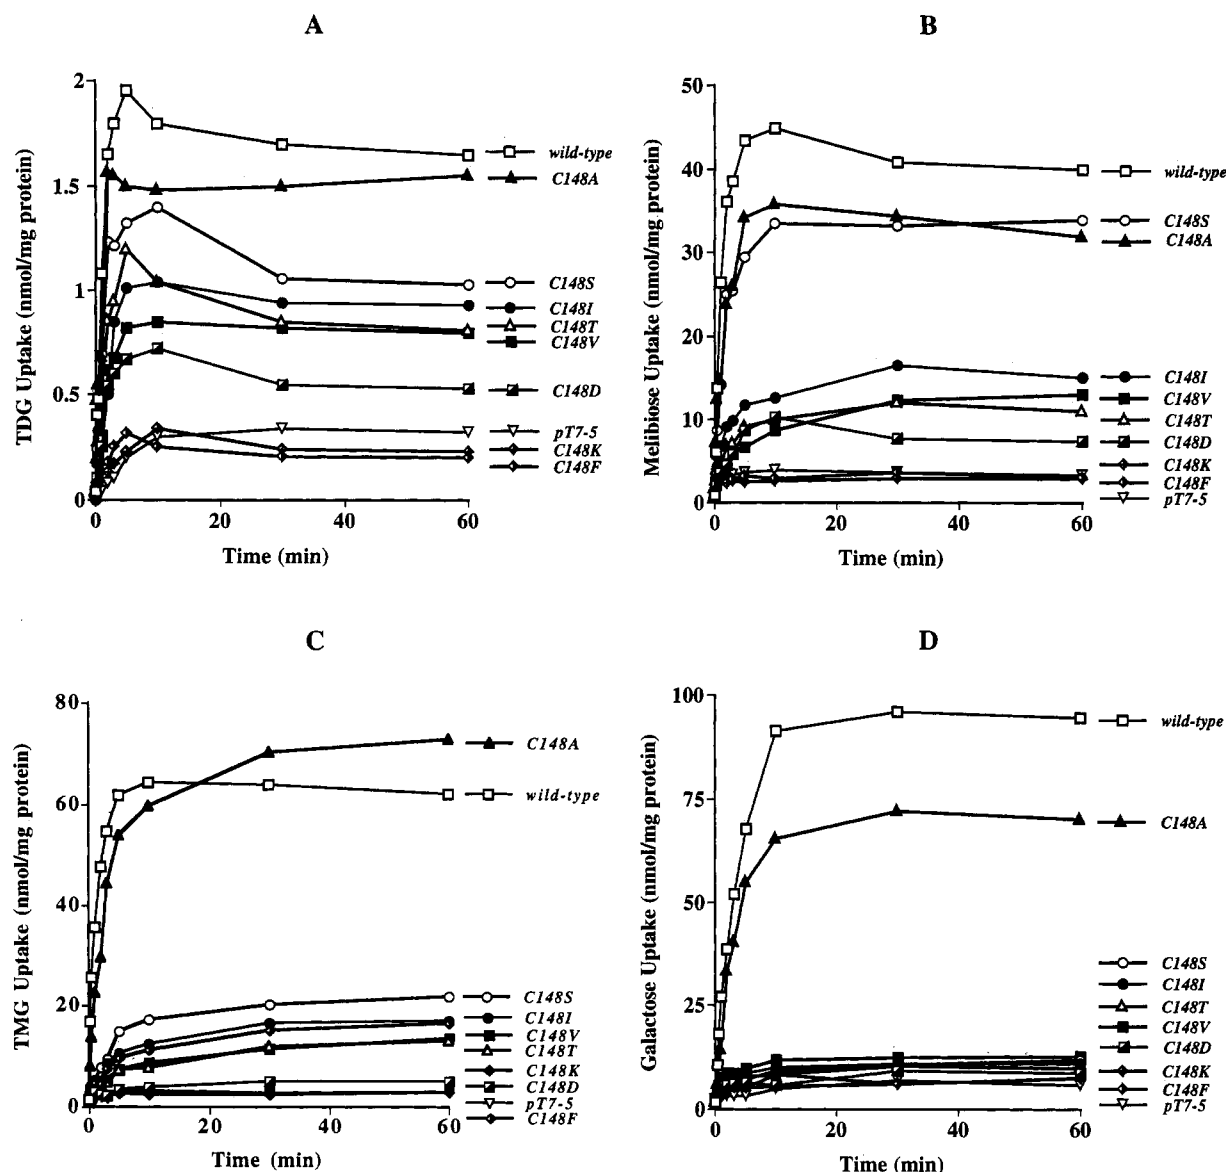 A
TDG Uptake (nmol/mg protein)
2
1.5
1
0.5
0
0
20
40
60
Time (min)
wild-type
C148A
C148S
C148I
C148T
C148V
C148D
pT7-5
C148K
C148F
B
Melibiose Uptake (nmol/mg protein)
50
40
30
20
10
0
0
20
40
60
Time (min)
wild-type
C148S
C148A
C148I
C148V
C148T
C148D
C148K
C148F
pT7-5
C
TMG Uptake (nmol/mg protein)
80
60
40
20
0
0
20
40
60
Time (min)
C148A
wild-type
C148S
C148I
C148V
C148T
C148K
C148D
pT7-5
C148F
D
Galactose Uptake (nmol/mg protein)
100
75
50
25
0
0
20
40
60
Time (min)
wild-type
C148A
C148S
C148I
C148T
C148V
C148D
C148K
C148F
pT7-5